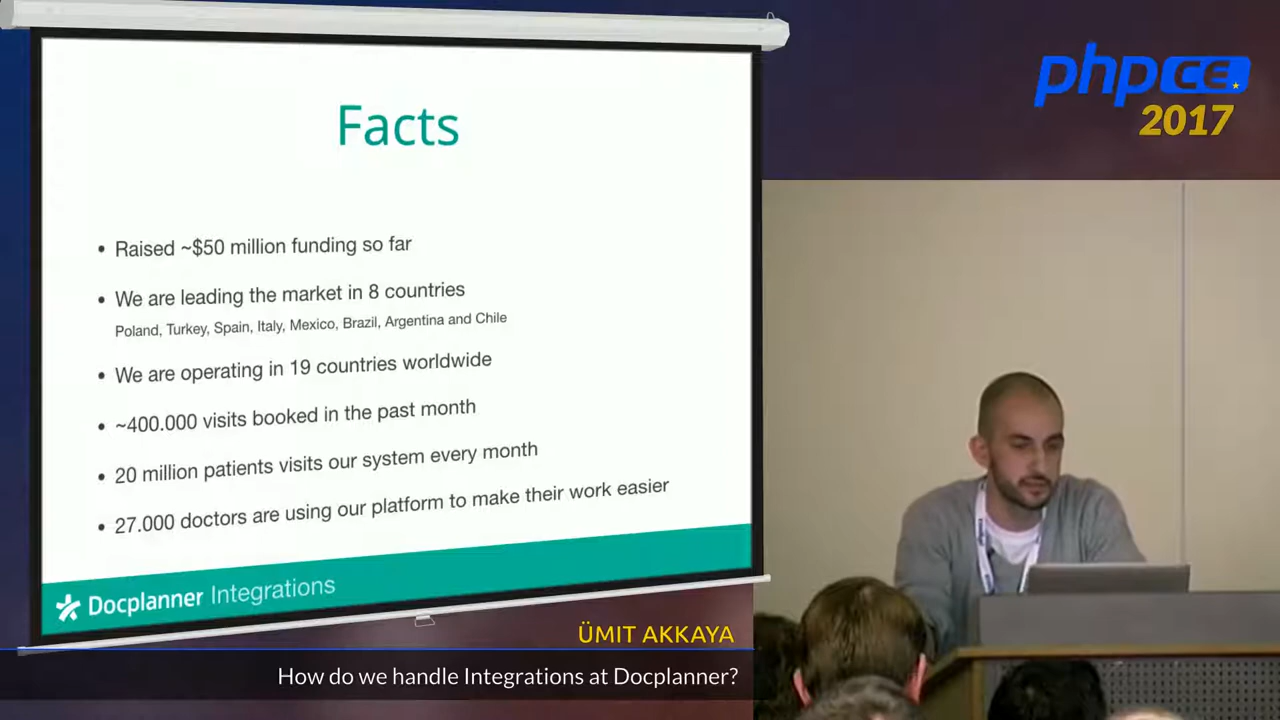 Facts
• Raised ~$50 million funding so far
• We are leading the market in 8 countries
Poland, Turkey, Spain, Italy, Mexico, Brazil, Argentina and Chile
• We are operating in 19 countries worldwide
• ~400.000 visits booked in the past month
• 20 million patients visits our system every month
• 27.000 doctors are using our platform to make their work easier
Docplanner Integrations
phpCE
2017
ÜMIT AKKAYA
How do we handle Integrations at Docplanner?